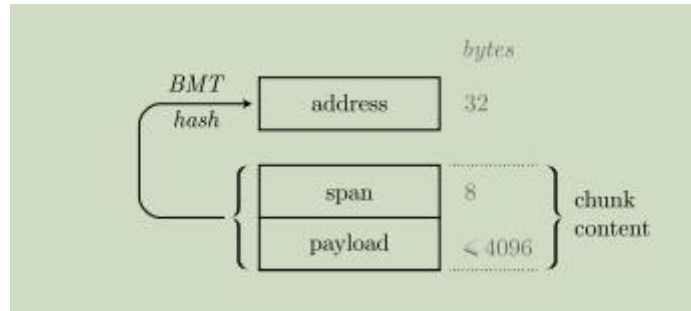 bytes
BMT
hash
address
32
span
8
chunk
content
payload
⩽ 4096